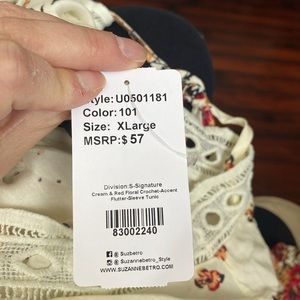 Style: U0501181
Color: 101
Size: XLarge
MSRP: $ 57
Division: S-Signature
Cream & Red Floral Crochet-Accent
Flutter-Sleeve Tunic
83002240
Suzbetro
@Suzannebetro_Style
WWW.SUZANNEBETRO.COM